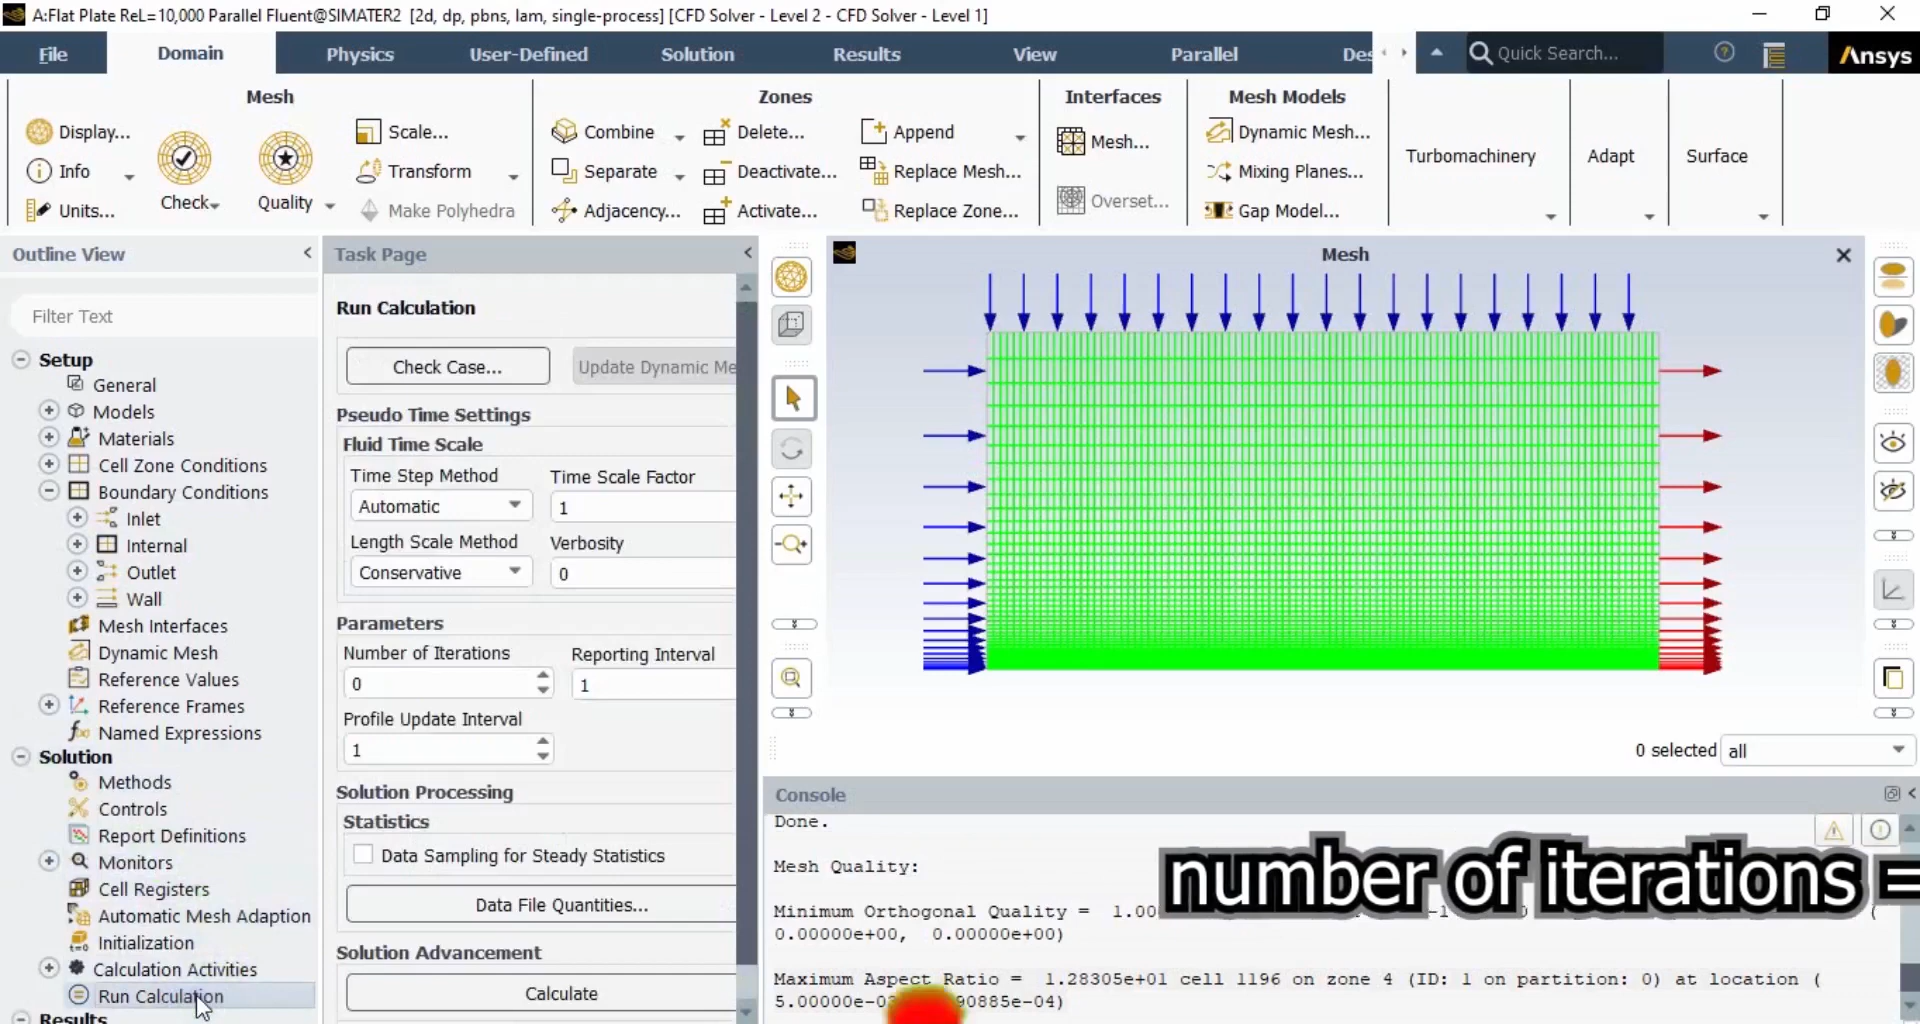 A:Flat Plate ReL=10,000 Parallel Fluent@SIMATER2 [2d, dp, pbns, lam, single-process] [CFD Solver - Level 2 - CFD Solver - Level 1]
File Domain Physics User-Defined Solution Results View Parallel Des Quick Search... Ansys
Mesh Zones Interfaces Mesh Models
Display... Scale... Combine Delete... Append Mesh... Dynamic Mesh...
Info Check Quality Transform Separate Deactivate... Replace Mesh... Mixing Planes... Turbomachinery Adapt Surface
Units... Make Polyhedra Adjacency... Activate... Replace Zone... Overset... Gap Model...
Outline View
Filter Text
Setup
General
Models
Materials
Cell Zone Conditions
Boundary Conditions
Inlet
Internal
Outlet
Wall
Mesh Interfaces
Dynamic Mesh
Reference Values
Reference Frames
Named Expressions
Solution
Methods
Controls
Report Definitions
Monitors
Cell Registers
Automatic Mesh Adaption
Initialization
Calculation Activities
Run Calculation
Results
Task Page
Run Calculation
Check Case... Update Dynamic Me
Pseudo Time Settings
Fluid Time Scale
Time Step Method Time Scale Factor
Automatic 1
Length Scale Method Verbosity
Conservative 0
Parameters
Number of Iterations Reporting Interval
0 1
Profile Update Interval
1
Solution Processing
Statistics
Data Sampling for Steady Statistics
Data File Quantities...
Solution Advancement
Calculate
Mesh
0 selected all
Console
Done.
Mesh Quality:
number of iterations =
Minimum Orthogonal Quality = 1.00
0.00000e+00, 0.00000e+00)
Maximum Aspect Ratio = 1.28305e+01 cell 1196 on zone 4 (ID: 1 on partition: 0) at location (
5.00000e-0 90885e-04)